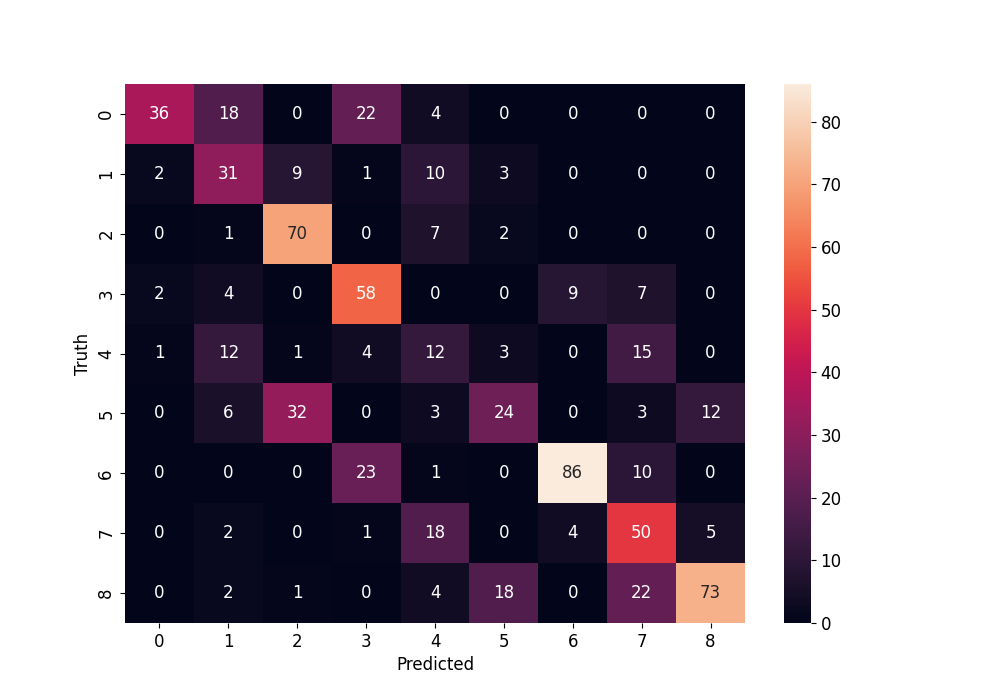 0 36 18 0 22 4 0 0 0 0
1 2 31 9 1 10 3 0 0 0
2 0 1 70 0 7 2 0 0 0
3 2 4 0 58 0 0 9 7 0
Truth
4 1 12 1 4 12 3 0 15 0
5 0 6 32 0 3 24 0 3 12
6 0 0 0 23 1 0 86 10 0
7 0 2 0 1 18 0 4 50 5
8 0 2 1 0 4 18 0 22 73
0 1 2 3 4 5 6 7 8
Predicted
80
70
60
50
40
30
20
10
0